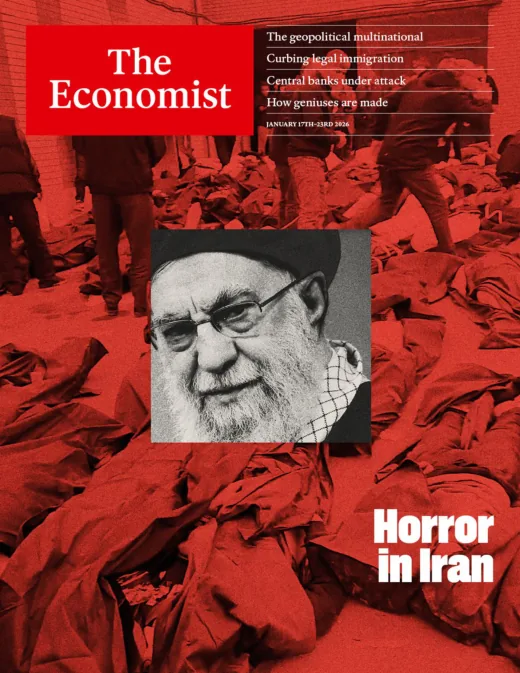 The
Economist
The geopolitical multinational
Curbing legal immigration
Central banks under attack
How geniuses are made
JANUARY 17TH–23RD 2026
Horror
in Iran